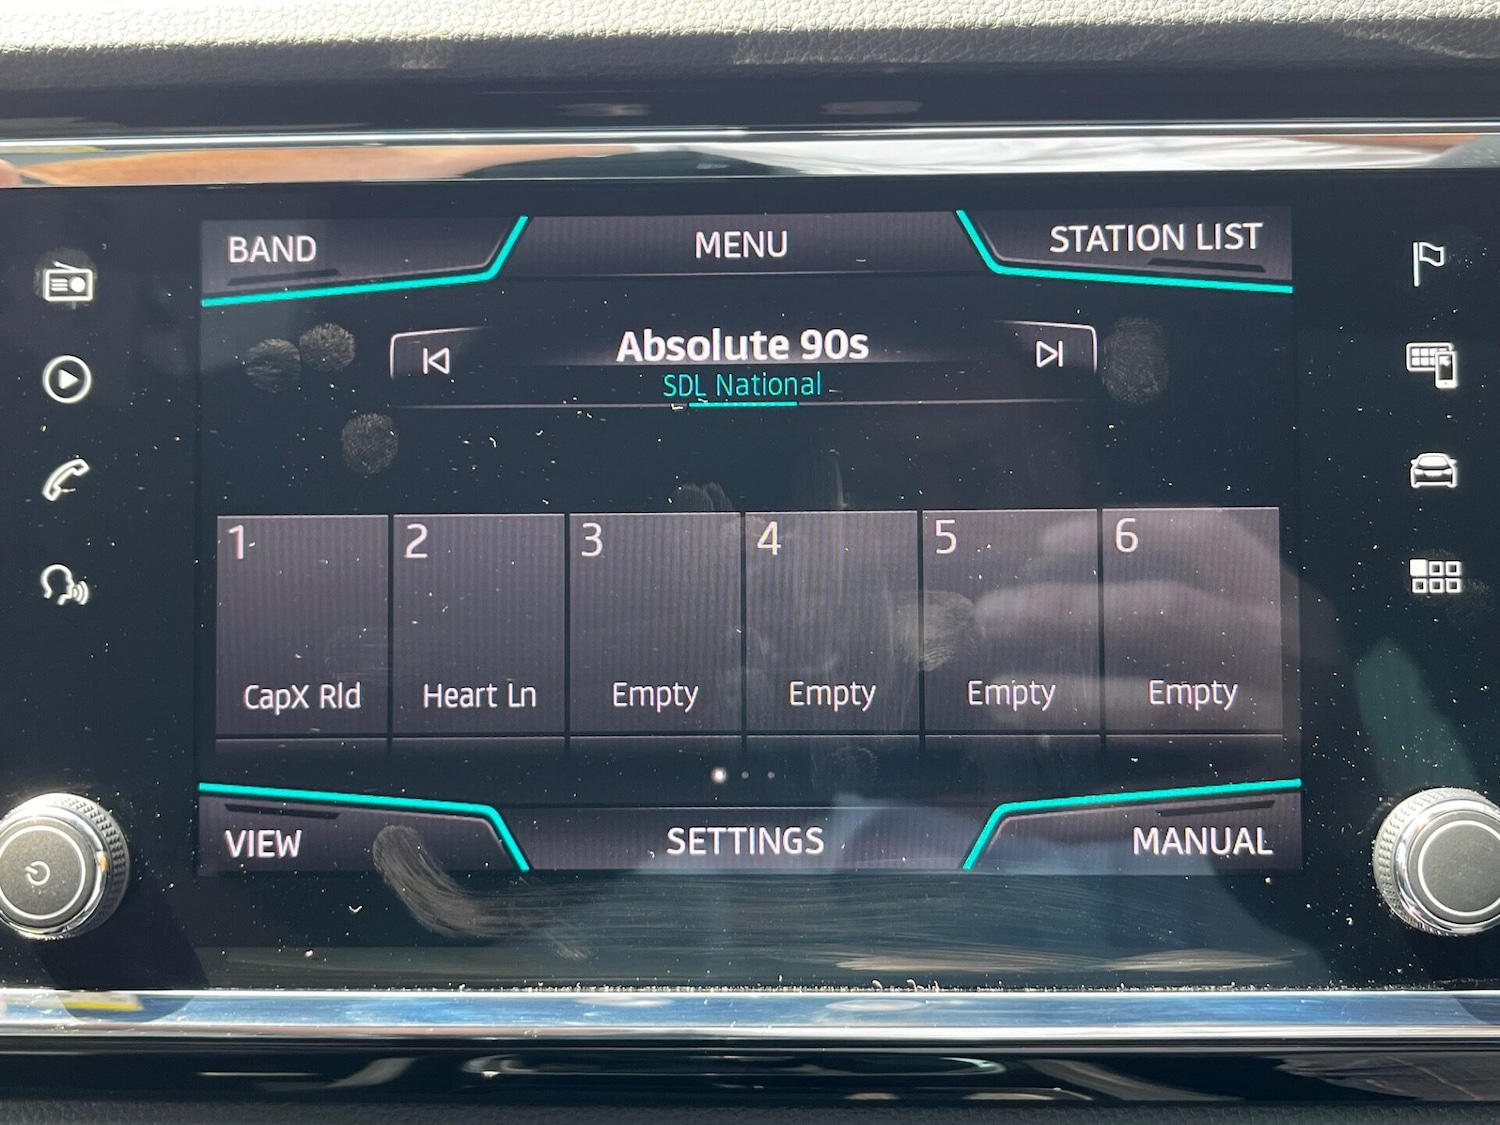 BAND
MENU
STATION LIST
Absolute 90s
SDL National
1
2
3
4
5
6
CapX Rld
Heart Ln
Empty
Empty
Empty
Empty
VIEW
SETTINGS
MANUAL